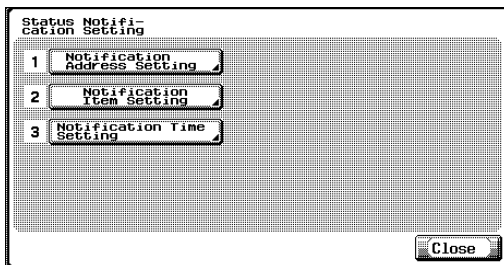 Status Notifi-
cation Setting
1 Notification
Address Setting
2 Notification
Item Setting
3 Notification Time
Setting
Close